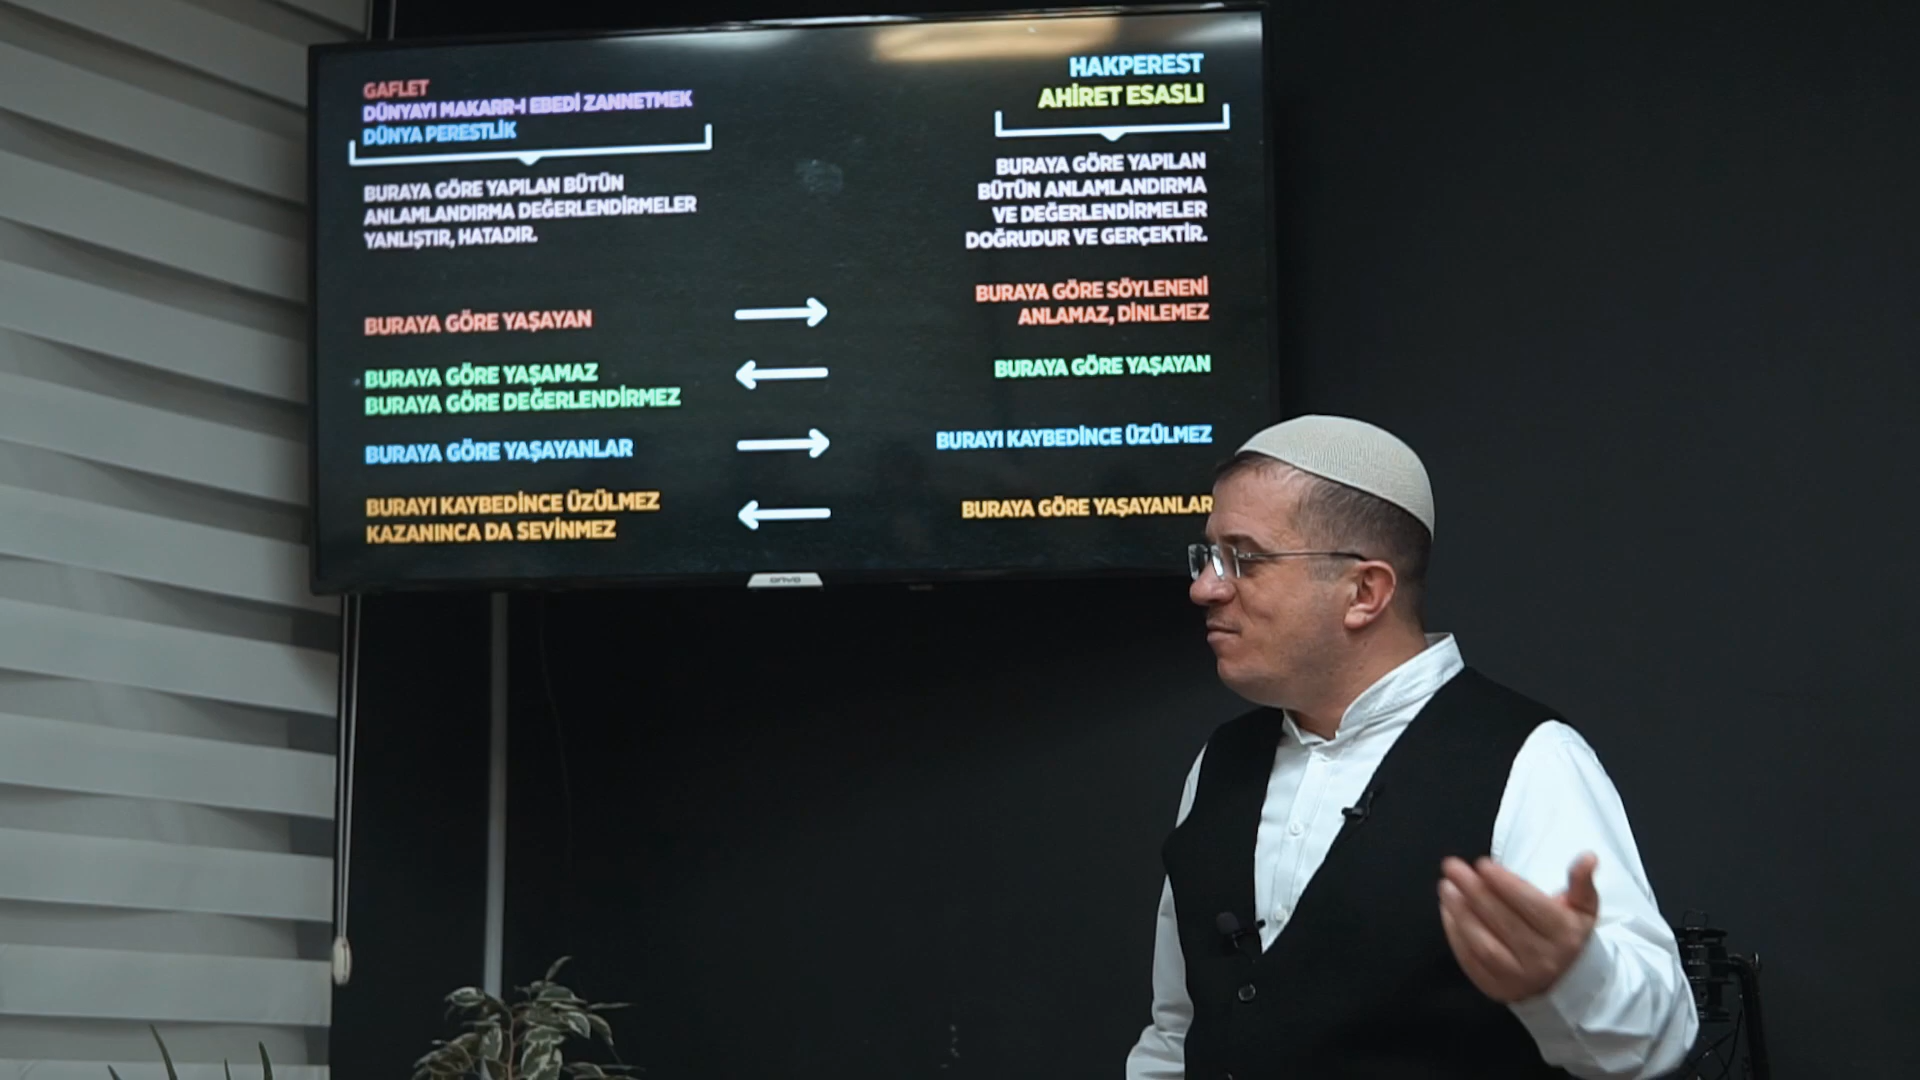 GAFLET
DÜNYAYI MAKARR-I EBEDİ ZANNETMEK
DÜNYA PERESTLİK
BURAYA GÖRE YAPILAN BÜTÜN
ANLAMLANDIRMA DEĞERLENDİRMELER
YANLIŞTIR, HATADIR.
HAKPEREST
AHİRET ESASLI
BURAYA GÖRE YAPILAN
BÜTÜN ANLAMLANDIRMA
VE DEĞERLENDİRMELER
DOĞRUDUR VE GERÇEKTİR.
BURAYA GÖRE YAŞAYAN
BURAYA GÖRE SÖYLENENİ
ANLAMAZ, DİNLEMEZ
BURAYA GÖRE YAŞAMAZ
BURAYA GÖRE DEĞERLENDİRMEZ
BURAYA GÖRE YAŞAYAN
BURAYA GÖRE YAŞAYANLAR
BURAYI KAYBEDİNCE ÜZÜLMEZ
BURAYI KAYBEDİNCE ÜZÜLMEZ
KAZANINCA DA SEVİNMEZ
BURAYA GÖRE YAŞAYANLAR
onvo